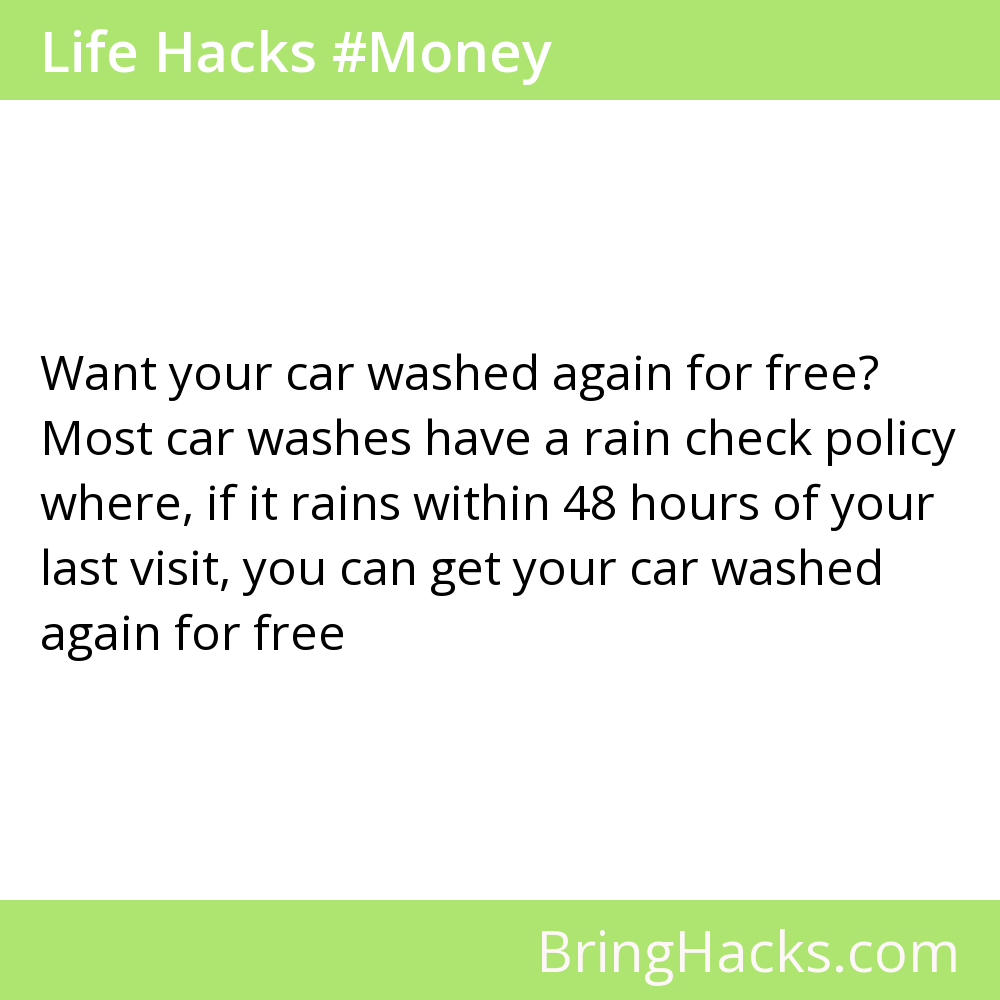 Life Hacks #Money
Want your car washed again for free?
Most car washes have a rain check policy
where, if it rains within 48 hours of your
last visit, you can get your car washed
again for free
BringHacks.com